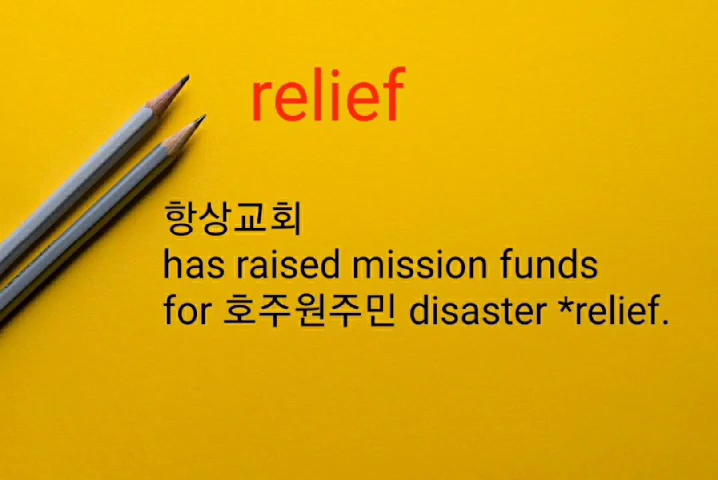 relief
항상교회
has raised mission funds
for 호주원주민 disaster *relief.